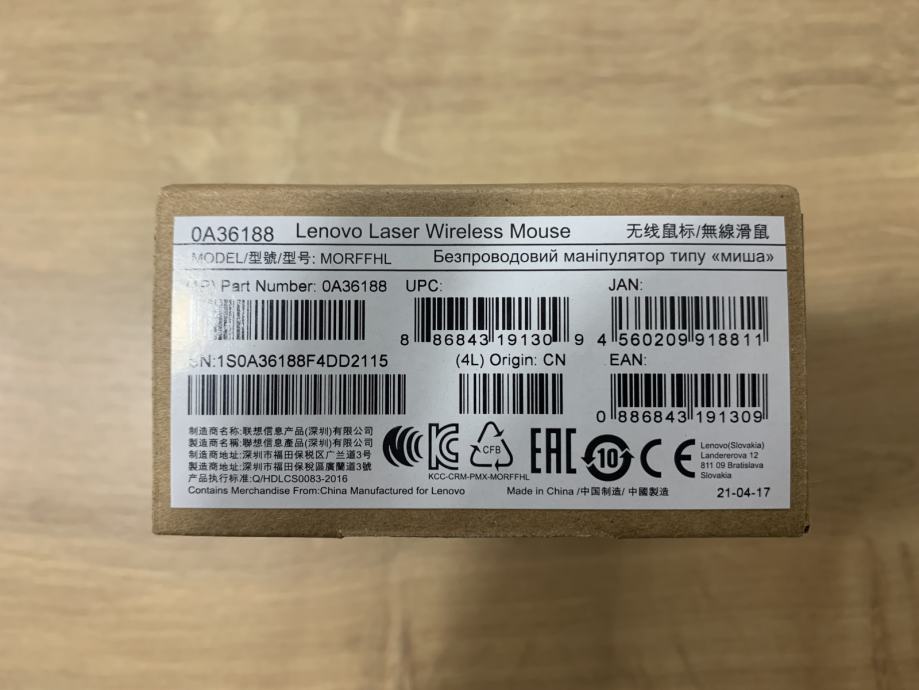 0A36188 Lenovo Laser Wireless Mouse 无线鼠标/無線滑鼠
MODEL/型號/型号: MORFFHL Безпроводовий маніпулятор типу «миша»
(1P) Part Number: 0A36188 UPC: JAN:
8 86843 19130 9 4 560209 918811
SN:1S0A36188F4DD2115 (4L) Origin: CN EAN:
0 886843 191309
制造商名称:联想信息产品(深圳)有限公司
製造商名稱:聯想信息產品(深圳)有限公司
制造商地址:深圳市福田保税区广兰道3号
製造商地址:深圳市福田保稅區廣蘭道3號
产品执行标准:Q/HDLCS0083-2016
CFB
KCC-CRM-PMX-MORFFHL
EAC
10
CE
Lenovo(Slovakia)
Landererova 12
811 09 Bratislava
Slovakia
Contains Merchandise From:China Manufactured for Lenovo Made in China /中国制造/ 中國製造 21-04-17